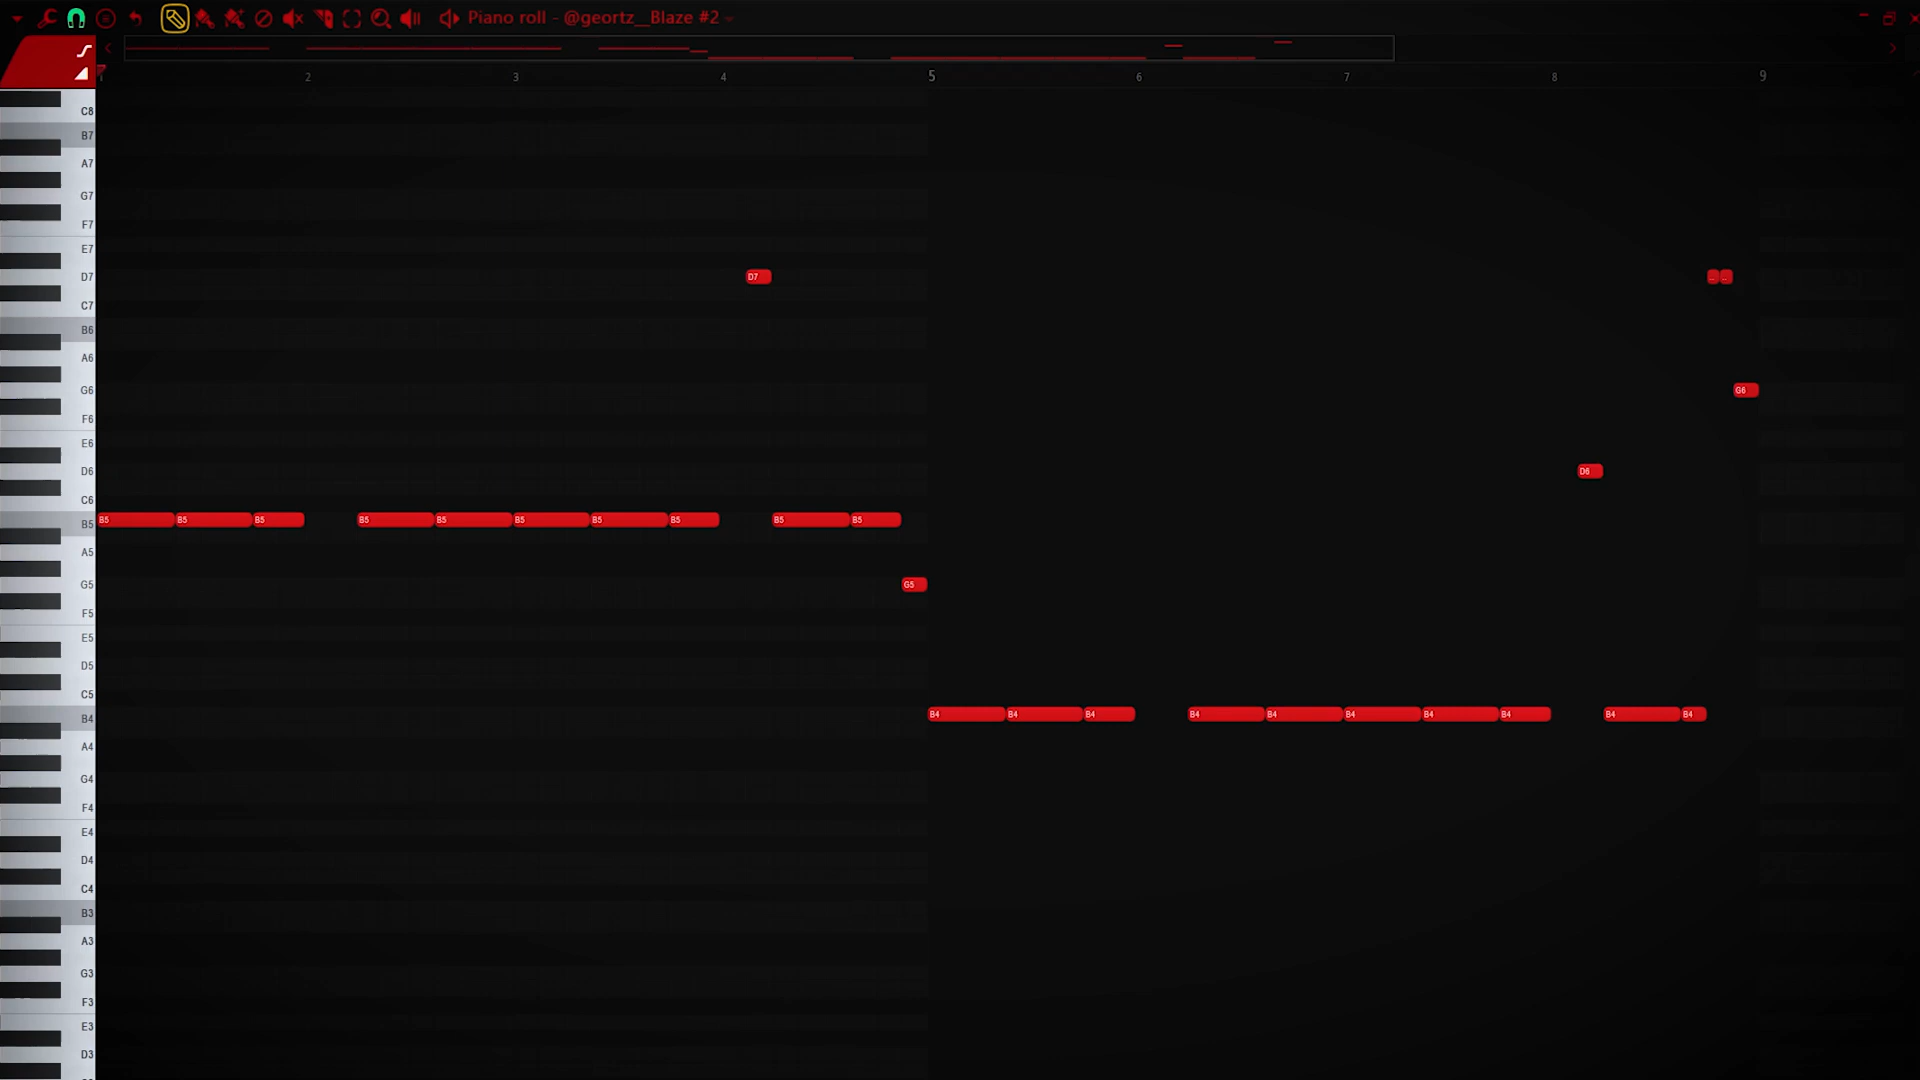 Piano roll - @geortz__Blaze #2
1 2 3 4 5 6 7 8 9
C8
B7
A7
G7
F7
E7
D7 D7
C7
B6
A6
G6 G6
F6
E6
D6 D6
C6
B5 B5 B5 B5 B5 B5 B5 B5 B5 B5 B5
A5
G5 G5
F5
E5
D5
C5
B4 B4 B4 B4 B4 B4 B4 B4 B4 B4 B4
A4
G4
F4
E4
D4
C4
B3
A3
G3
F3
E3
D3